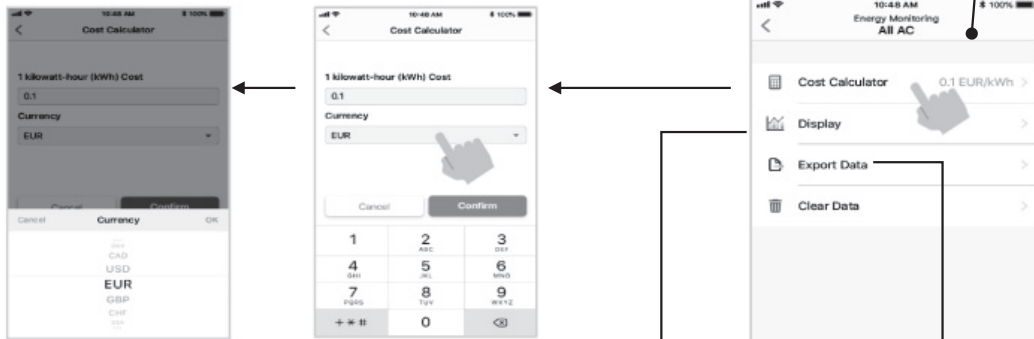 10:48 AM
100%
Cost Calculator
1 kilowatt-hour (kWh) Cost
0.1
Currency
EUR
Cancel
Confirm
Cancel Currency OK
CAD
USD
EUR
GBP
CHF
10:48 AM
100%
Cost Calculator
1 kilowatt-hour (kWh) Cost
0.1
Currency
EUR
Cancel
Confirm
1 2 3
ABC DEF
4 5 6
GHI JKL MNO
7 8 9
PQRS TUV WXYZ
+ * # 0
10:48 AM
100%
Energy Monitoring
All AC
Cost Calculator 0.1 EUR/kWh
Display
Export Data
Clear Data